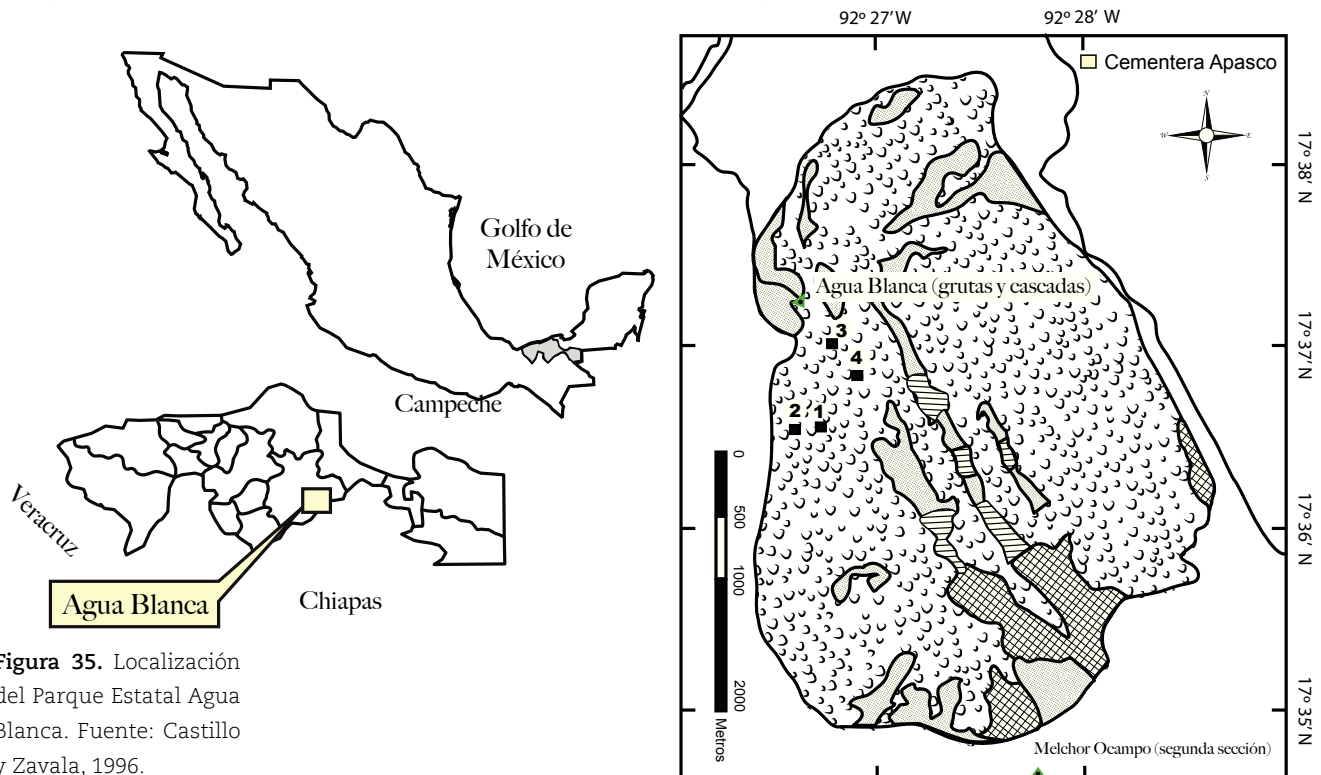 Golfo de
México
Campeche
Veracruz
Agua Blanca
Chiapas
Figura 35. Localización
del Parque Estatal Agua
Blanca. Fuente: Castillo
y Zavala, 1996.
92º 27’W
92º 28’ W
Cementera Apasco
N
W
E
S
17º 38’ N
Agua Blanca (grutas y cascadas)
3
17º 37’ N
4
2
1
0
500
1000
2000
Metros
17º 36’ N
17º 35’ N
Melchor Ocampo (segunda sección)